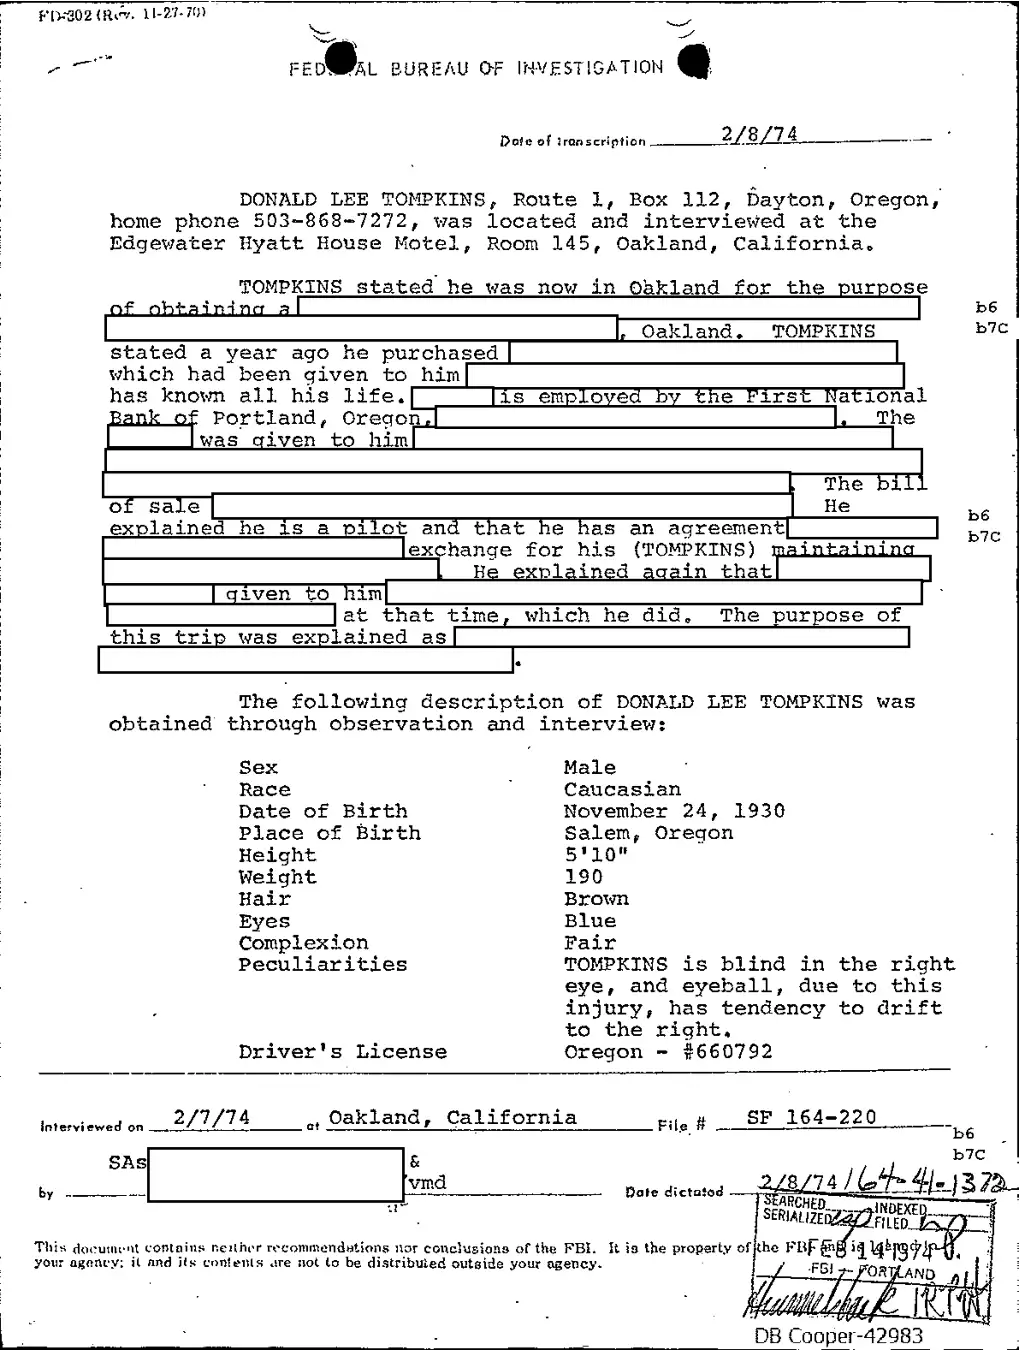 FD-302 (Rev. 11-27-70)
FEDERAL BUREAU OF INVESTIGATION
Date of transcription 2/8/74
DONALD LEE TOMPKINS, Route 1, Box 112, Dayton, Oregon,
home phone 503-868-7272, was located and interviewed at the
Edgewater Hyatt House Motel, Room 145, Oakland, California.
TOMPKINS stated he was now in Oakland for the purpose
of obtaining a
b6
, Oakland. TOMPKINS
b7C
stated a year ago he purchased
which had been given to him
has known all his life. is employed by the First National
Bank of Portland, Oregon, . The
was given to him
. The bill
of sale He
b6
explained he is a pilot and that he has an agreement
b7C
exchange for his (TOMPKINS) maintaining
. He explained again that
given to him
at that time, which he did. The purpose of
this trip was explained as
.
The following description of DONALD LEE TOMPKINS was
obtained through observation and interview:
Sex Male
Race Caucasian
Date of Birth November 24, 1930
Place of Birth Salem, Oregon
Height 5'10"
Weight 190
Hair Brown
Eyes Blue
Complexion Fair
Peculiarities TOMPKINS is blind in the right
eye, and eyeball, due to this
injury, has tendency to drift
to the right.
Driver's License Oregon - #660792
Interviewed on 2/7/74 at Oakland, California File # SF 164-220
b6
b7C
SAs &
by vmd Date dictated 2/8/74 164-41-1372
SEARCHED INDEXED
SERIALIZED FILED
This document contains neither recommendations nor conclusions of the FBI. It is the property of the FBI and is loaned to
your agency; it and its contents are not to be distributed outside your agency.
FEB 14 1974
FBI - PORTLAND
DB Cooper-42983